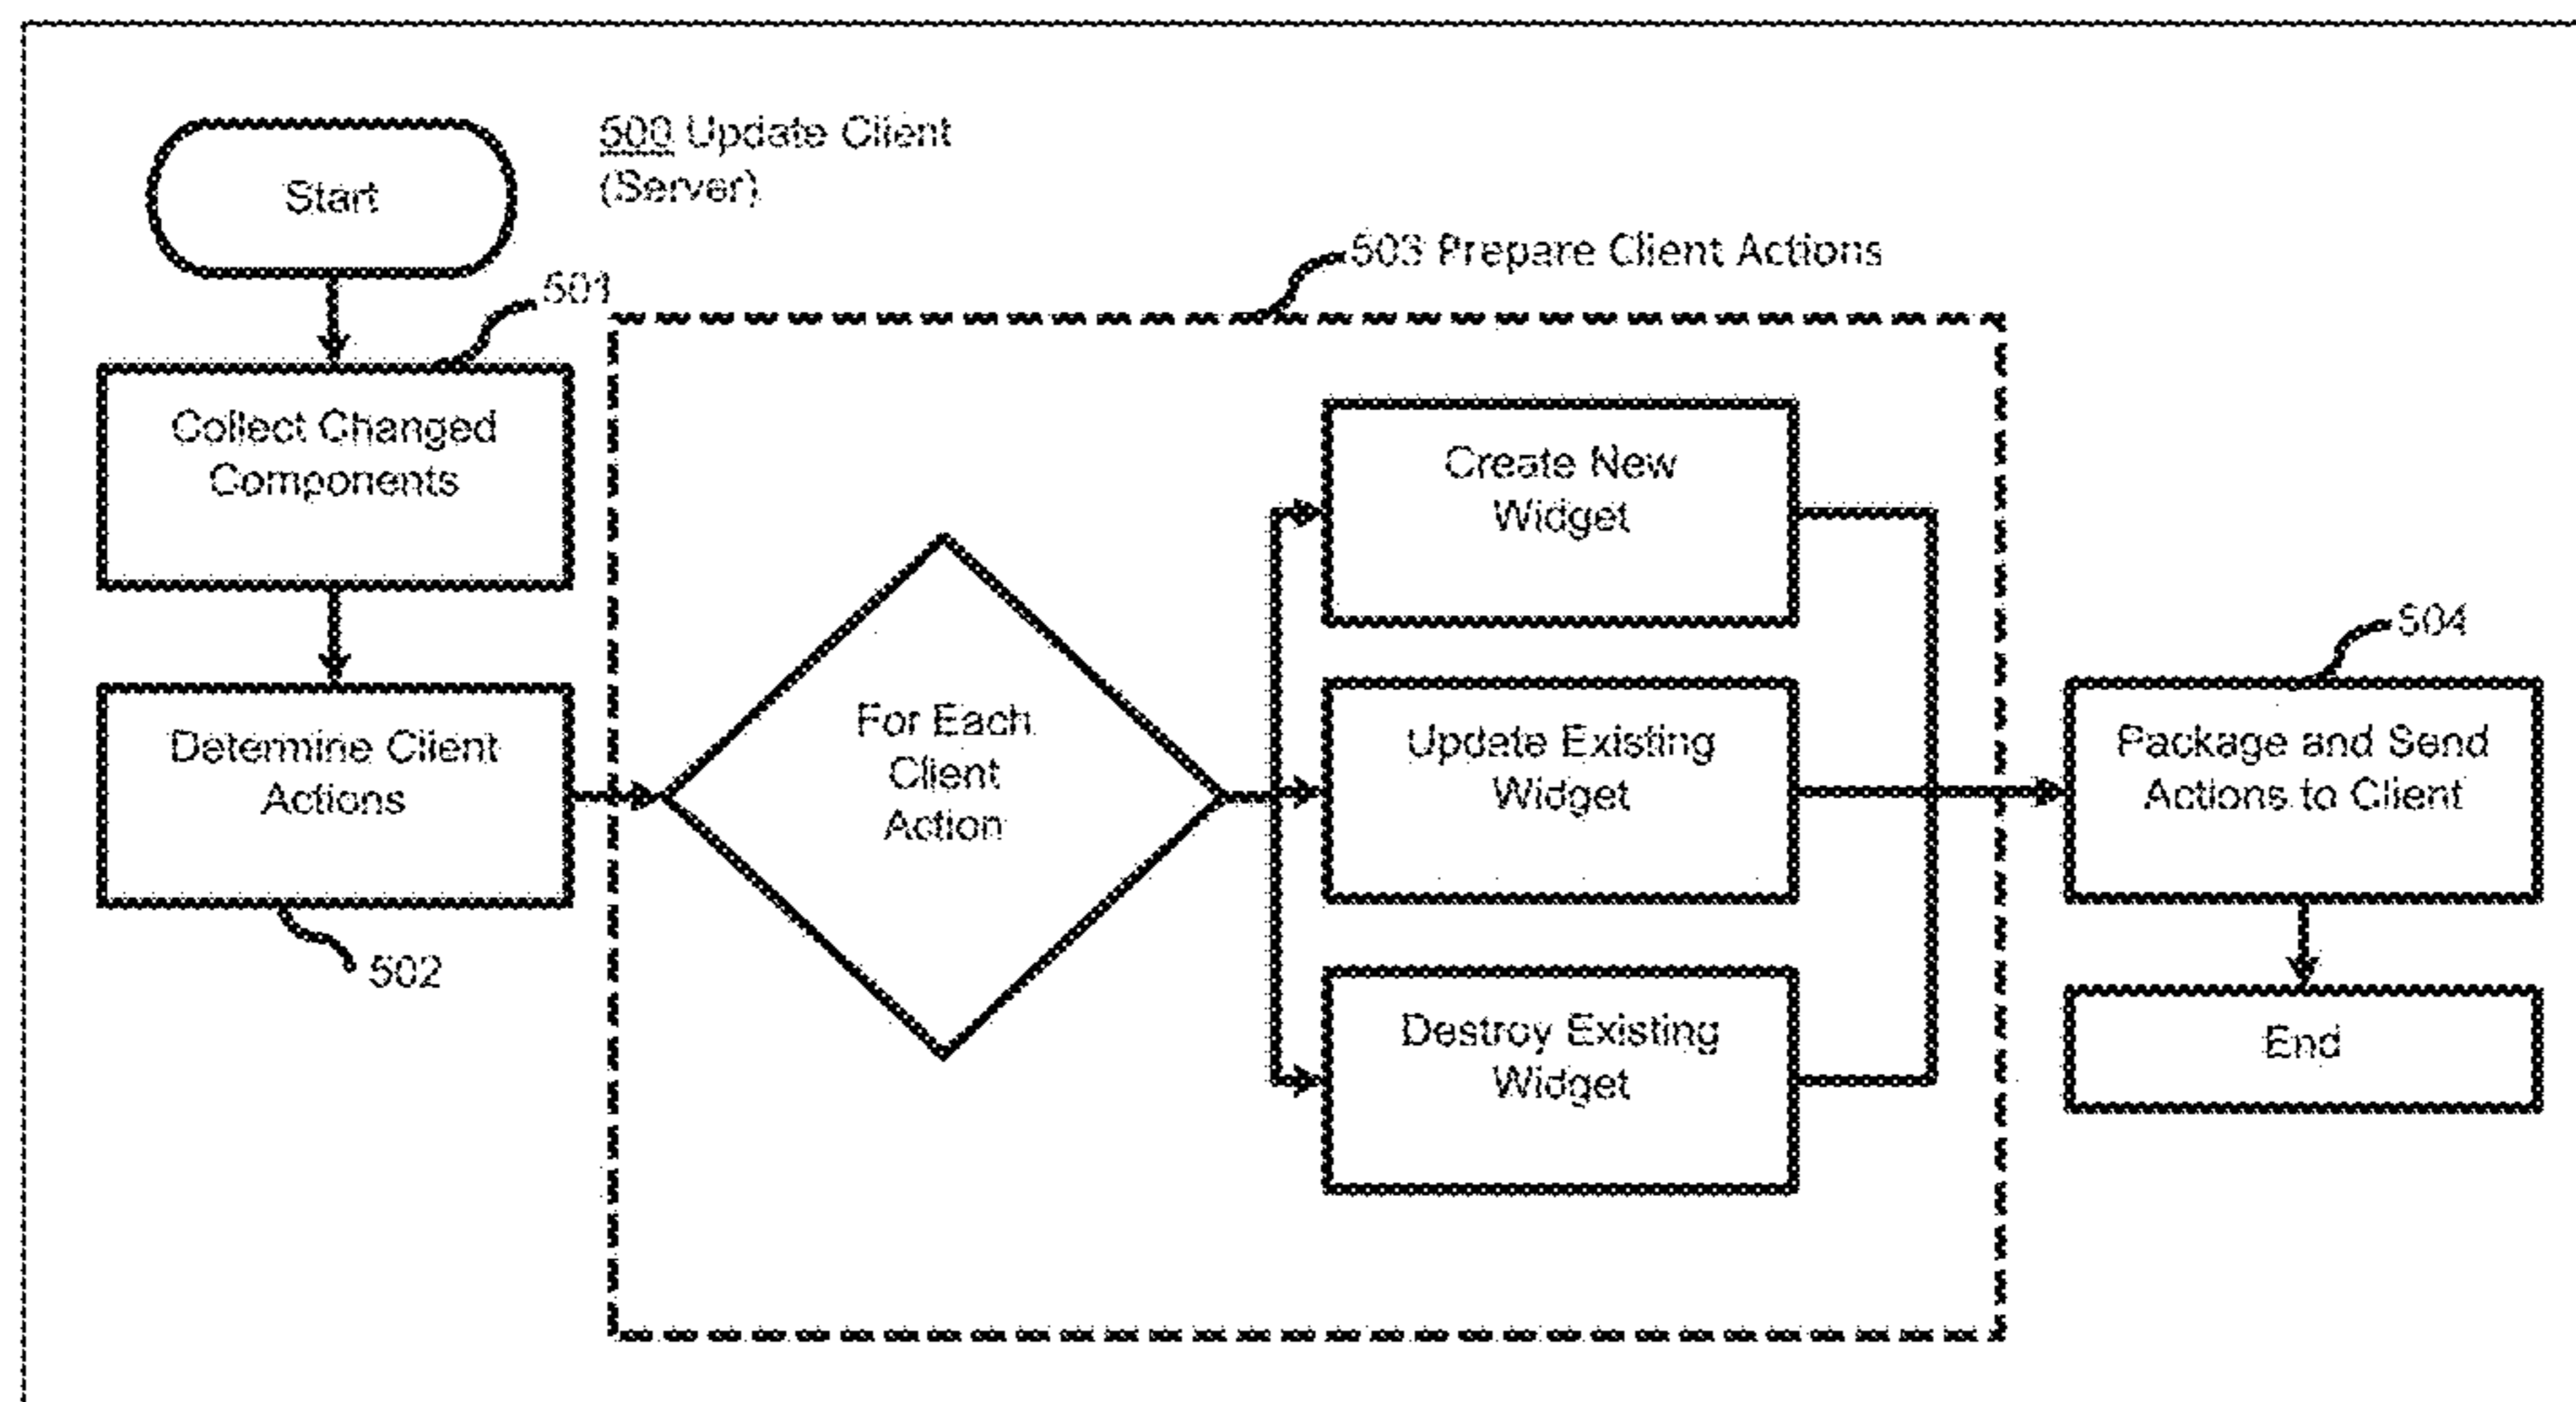 Start
500 Update Client
(Server)
501
503 Prepare Client Actions
Collect Changed
Components
Determine Client
Actions
502
For Each
Client
Action
Create New
Widget
Update Existing
Widget
Destroy Existing
Widget
504
Package and Send
Actions to Client
End